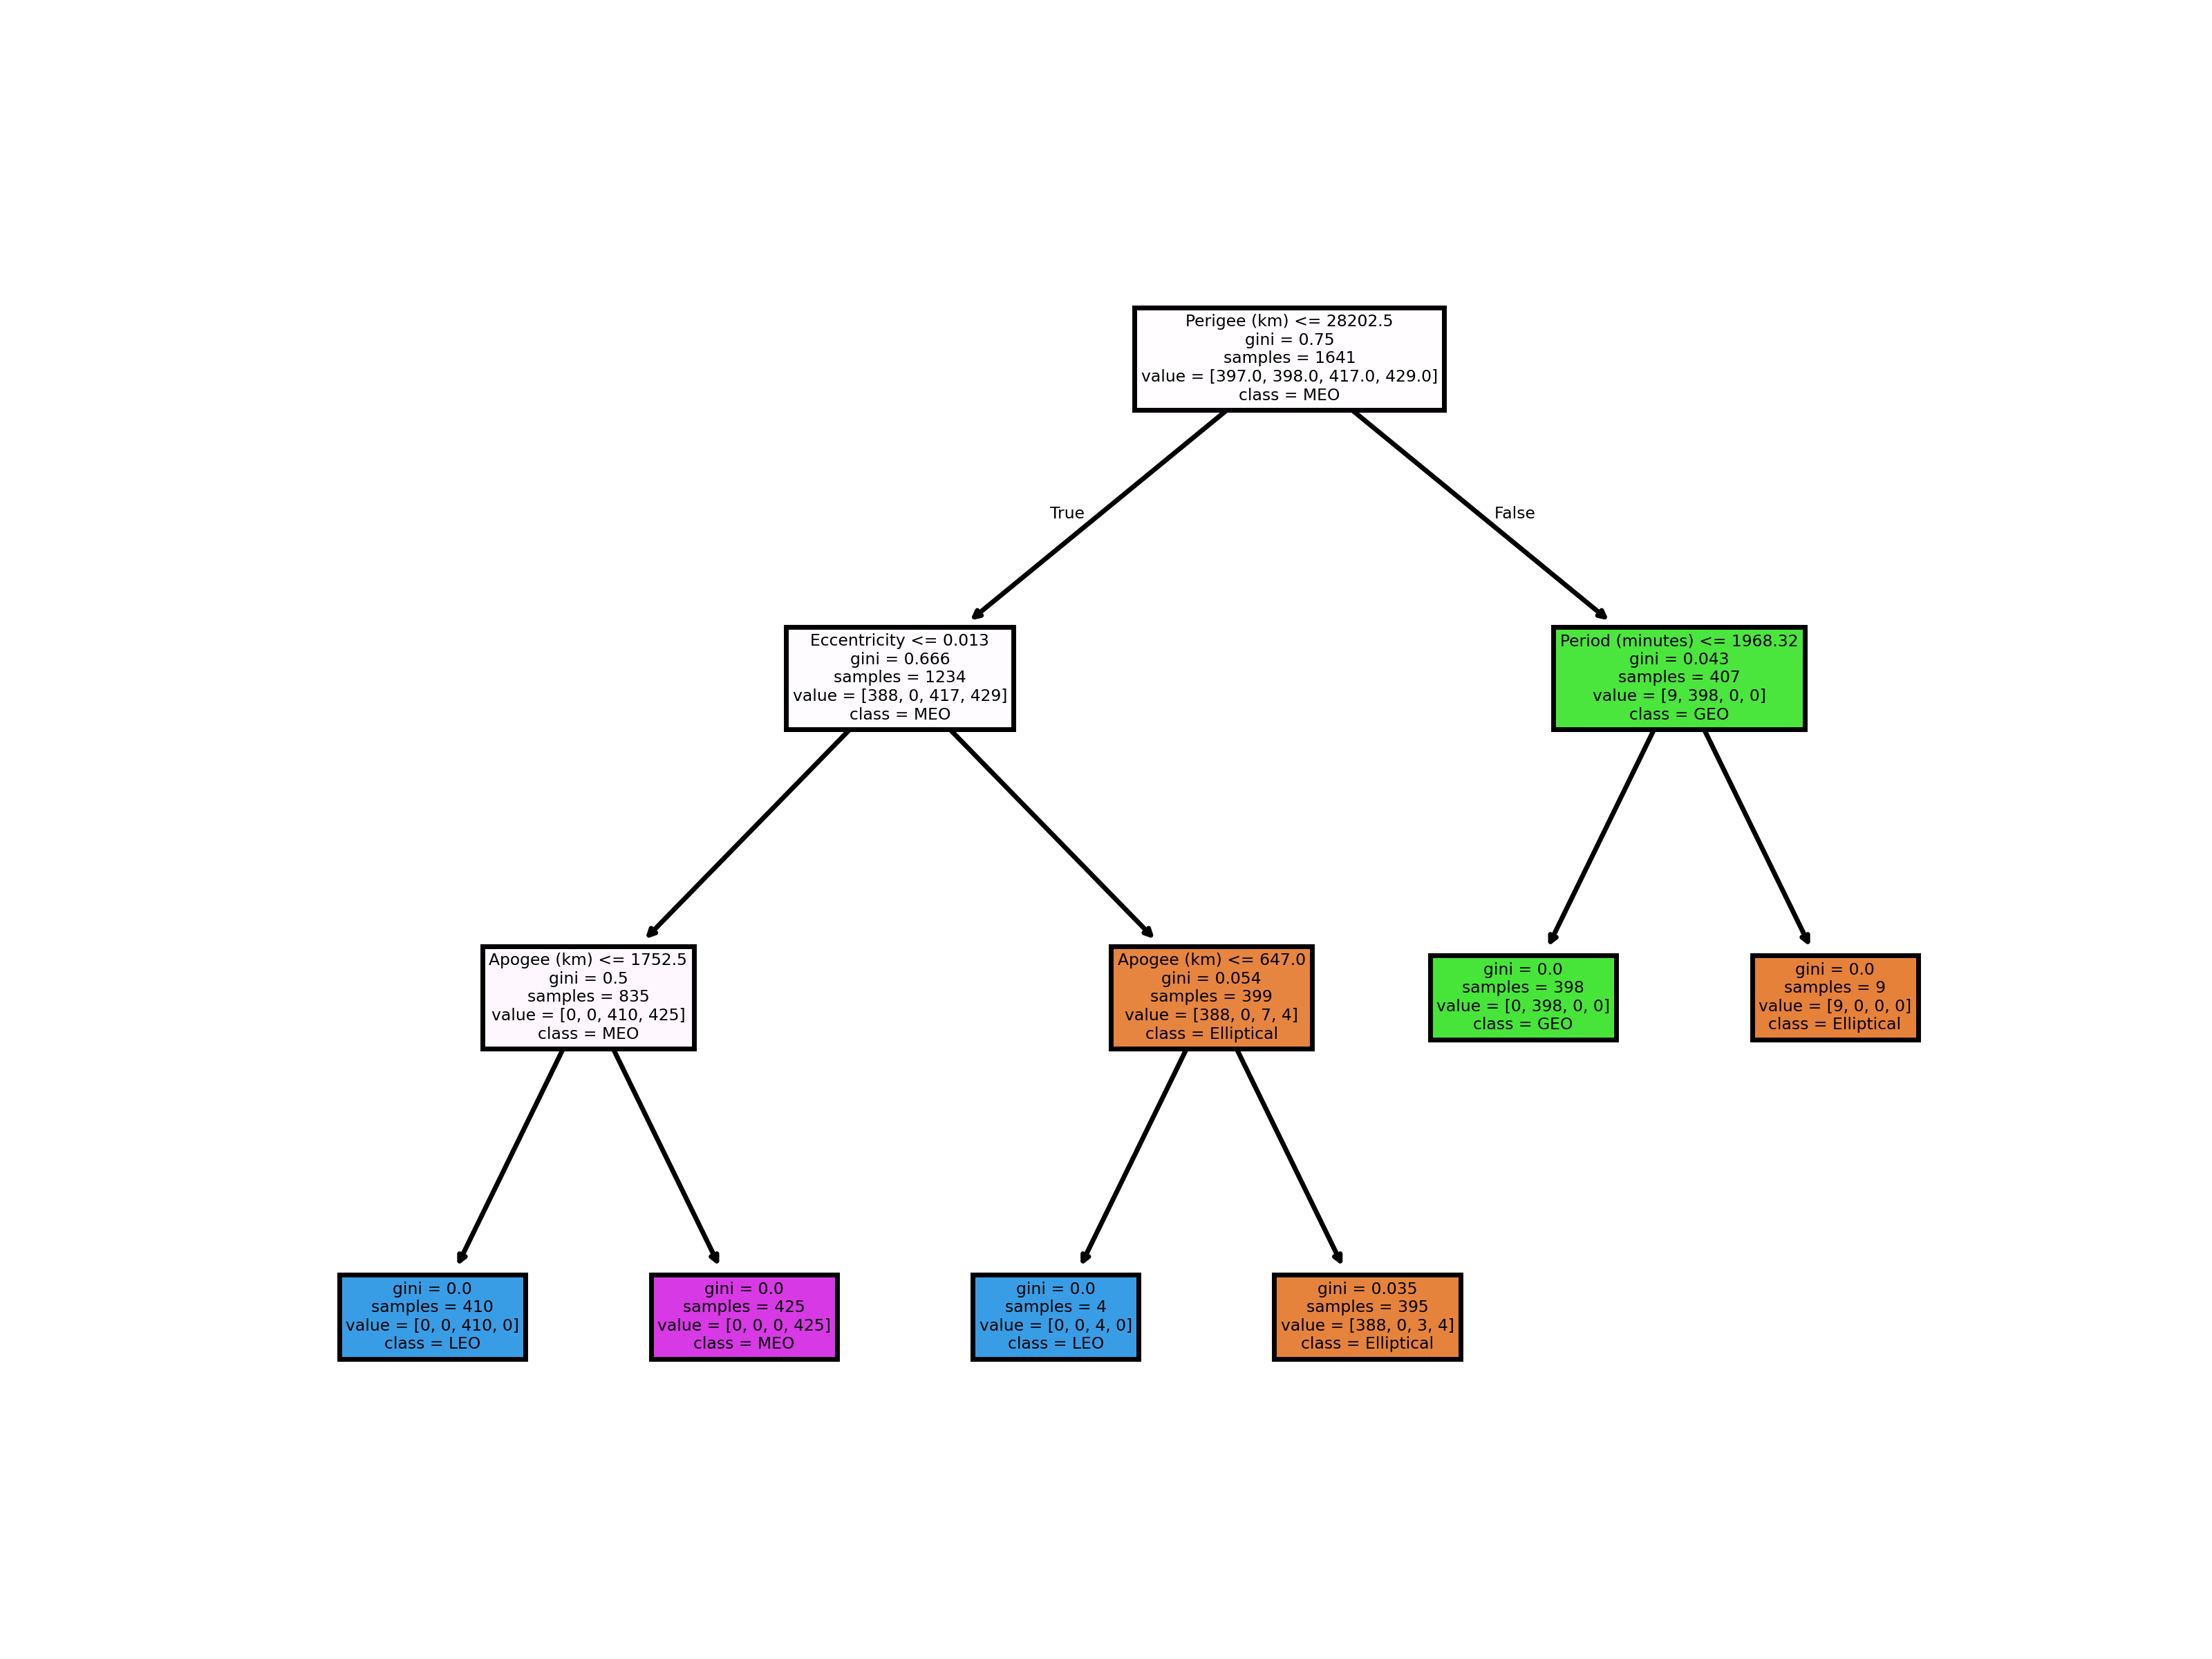 Perigee (km) <= 28202.5
gini = 0.75
samples = 1641
value = [397.0, 398.0, 417.0, 429.0]
class = MEO
True
False
Eccentricity <= 0.013
gini = 0.666
samples = 1234
value = [388, 0, 417, 429]
class = MEO
Period (minutes) <= 1968.32
gini = 0.043
samples = 407
value = [9, 398, 0, 0]
class = GEO
Apogee (km) <= 1752.5
gini = 0.5
samples = 835
value = [0, 0, 410, 425]
class = MEO
Apogee (km) <= 647.0
gini = 0.054
samples = 399
value = [388, 0, 7, 4]
class = Elliptical
gini = 0.0
samples = 398
value = [0, 398, 0, 0]
class = GEO
gini = 0.0
samples = 9
value = [9, 0, 0, 0]
class = Elliptical
gini = 0.0
samples = 410
value = [0, 0, 410, 0]
class = LEO
gini = 0.0
samples = 425
value = [0, 0, 0, 425]
class = MEO
gini = 0.0
samples = 4
value = [0, 0, 4, 0]
class = LEO
gini = 0.035
samples = 395
value = [388, 0, 3, 4]
class = Elliptical